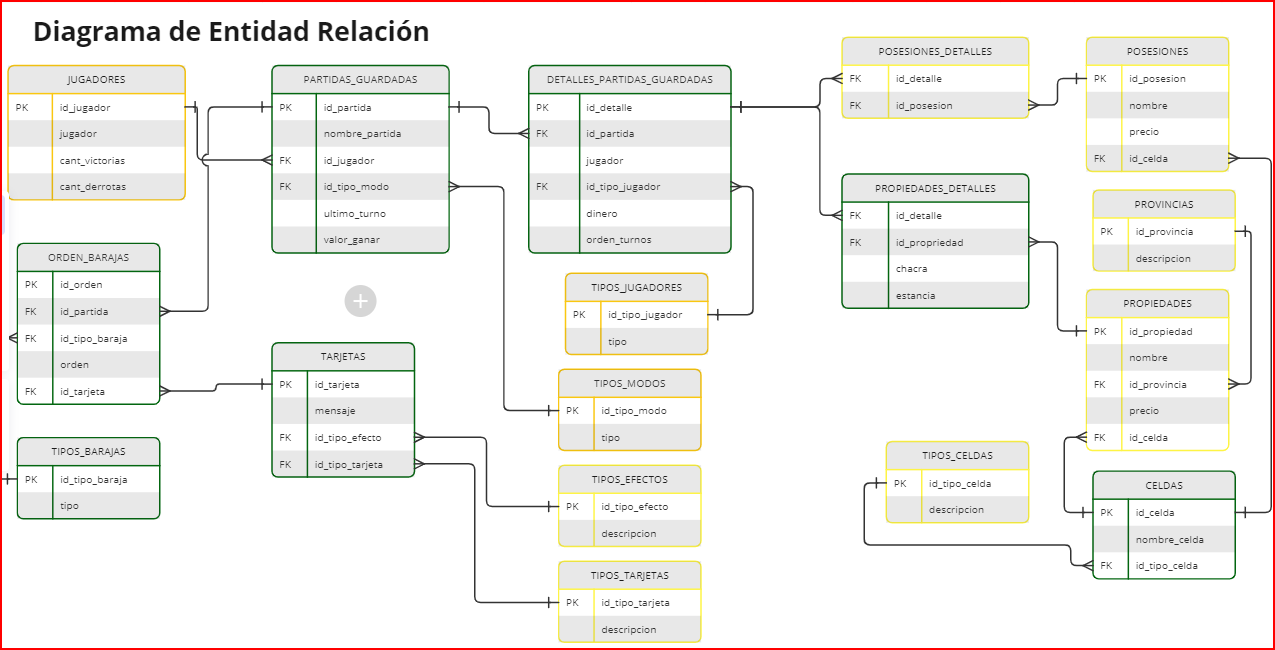 Diagrama de Entidad Relación
JUGADORES
PK id_jugador
jugador
cant_victorias
cant_derrotas
PARTIDAS_GUARDADAS
PK id_partida
nombre_partida
FK id_jugador
FK id_tipo_modo
ultimo_turno
valor_ganar
DETALLES_PARTIDAS_GUARDADAS
PK id_detalle
FK id_partida
jugador
FK id_tipo_jugador
dinero
orden_turnos
POSESIONES_DETALLES
FK id_detalle
FK id_posesion
POSESIONES
PK id_posesion
nombre
precio
FK id_celda
PROPIEDADES_DETALLES
FK id_detalle
FK id_propriedad
chacra
estancia
PROVINCIAS
PK id_provincia
descripcion
ORDEN_BARAJAS
PK id_orden
FK id_partida
FK id_tipo_baraja
orden
FK id_tarjeta
TIPOS_JUGADORES
PK id_tipo_jugador
tipo
PROPIEDADES
PK id_propiedad
nombre
FK id_provincia
precio
FK id_celda
TARJETAS
PK id_tarjeta
mensaje
FK id_tipo_efecto
FK id_tipo_tarjeta
TIPOS_MODOS
PK id_tipo_modo
tipo
TIPOS_BARAJAS
PK id_tipo_baraja
tipo
TIPOS_EFECTOS
PK id_tipo_efecto
descripcion
TIPOS_CELDAS
PK id_tipo_celda
descripcion
CELDAS
PK id_celda
nombre_celda
FK id_tipo_celda
TIPOS_TARJETAS
PK id_tipo_tarjeta
descripcion